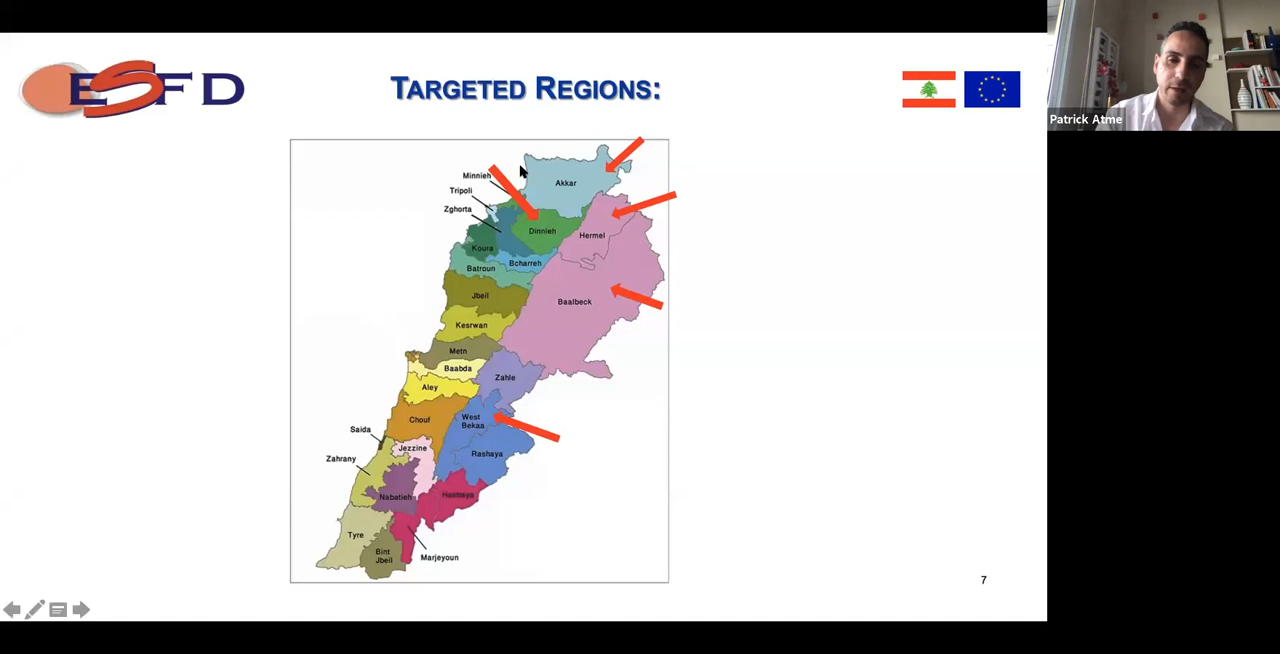 ESFD
TARGETED REGIONS:
Patrick Atme
Minnieh
Akkar
Tripoli
Zghorta
Dinnieh
Hermel
Koura
Bcharreh
Batroun
Jbeil
Baalbeck
Kesrwan
Metn
Baabda
Zahle
Aley
Chouf
West
Bekaa
Saida
Jezzine
Rashaya
Zahrany
Nabatieh
Hasbaya
Tyre
Bint
Jbeil
Marjeyoun
7